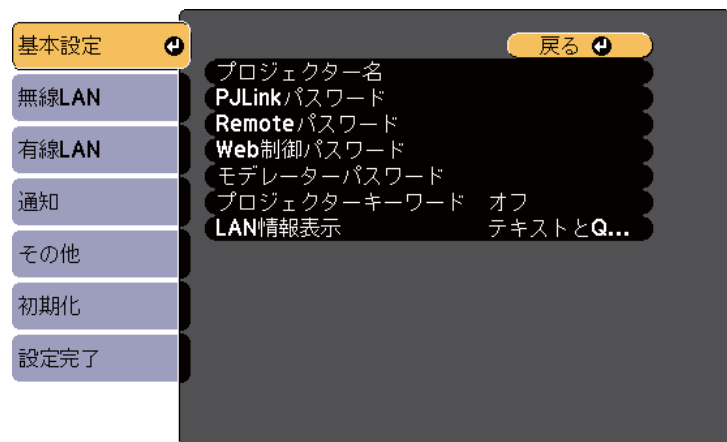 基本設定
無線LAN
有線LAN
通知
その他
初期化
設定完了
戻る
プロジェクター名
PJLinkパスワード
Remoteパスワード
Web制御パスワード
モデレーターパスワード
プロジェクターキーワード オフ
LAN情報表示 テキストとQ...